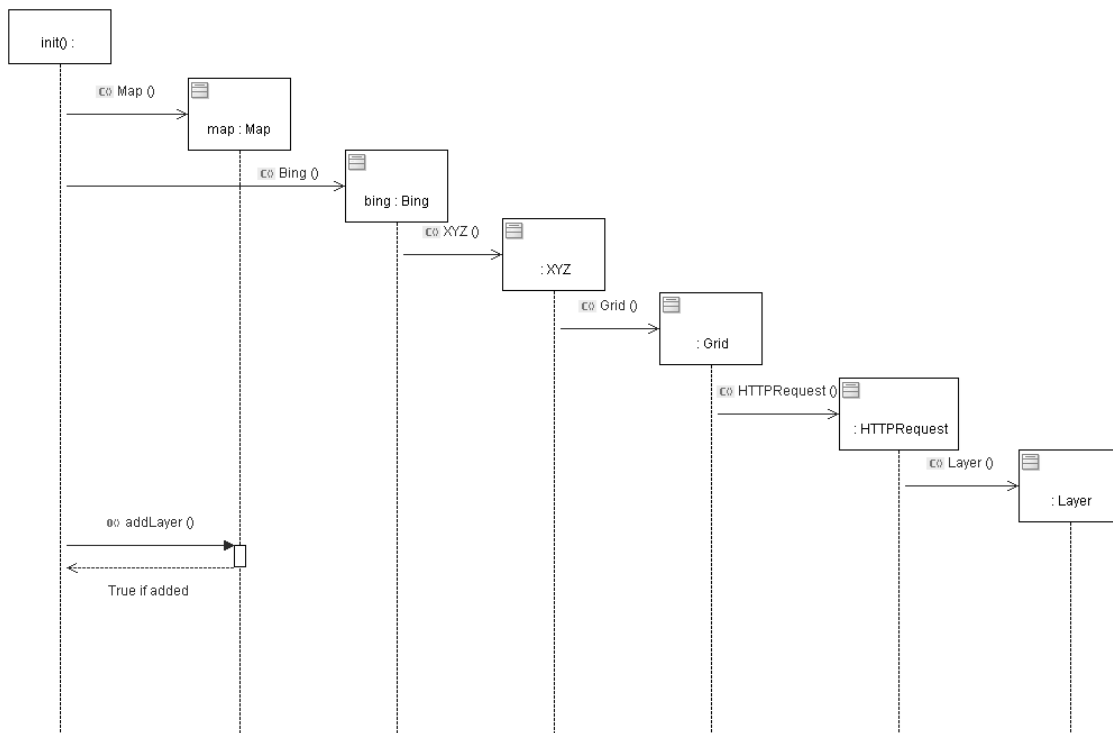 init() :
C() Map ()
map : Map
C() Bing ()
bing : Bing
C() XYZ ()
: XYZ
C() Grid ()
: Grid
C() HTTPRequest ()
: HTTPRequest
C() Layer ()
: Layer
O() addLayer ()
True if added